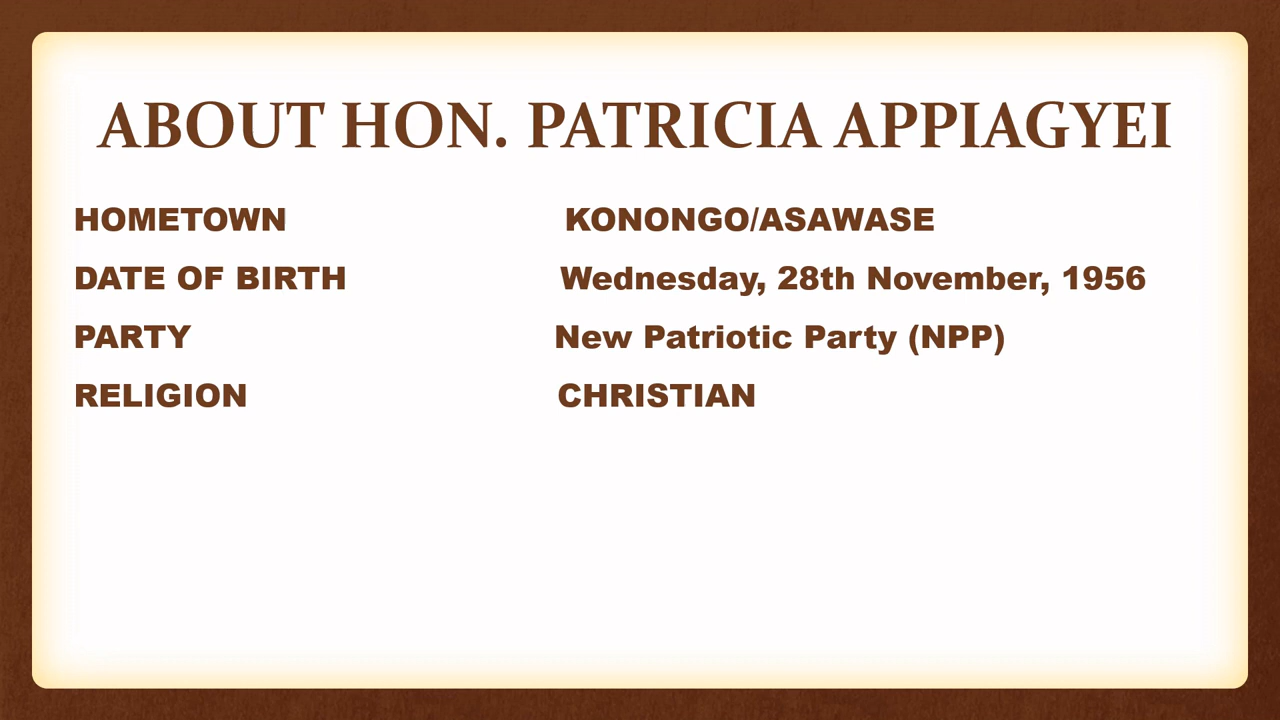 ABOUT HON. PATRICIA APPIAGYEI
HOMETOWN KONONGO/ASAWASE
DATE OF BIRTH Wednesday, 28th November, 1956
PARTY New Patriotic Party (NPP)
RELIGION CHRISTIAN